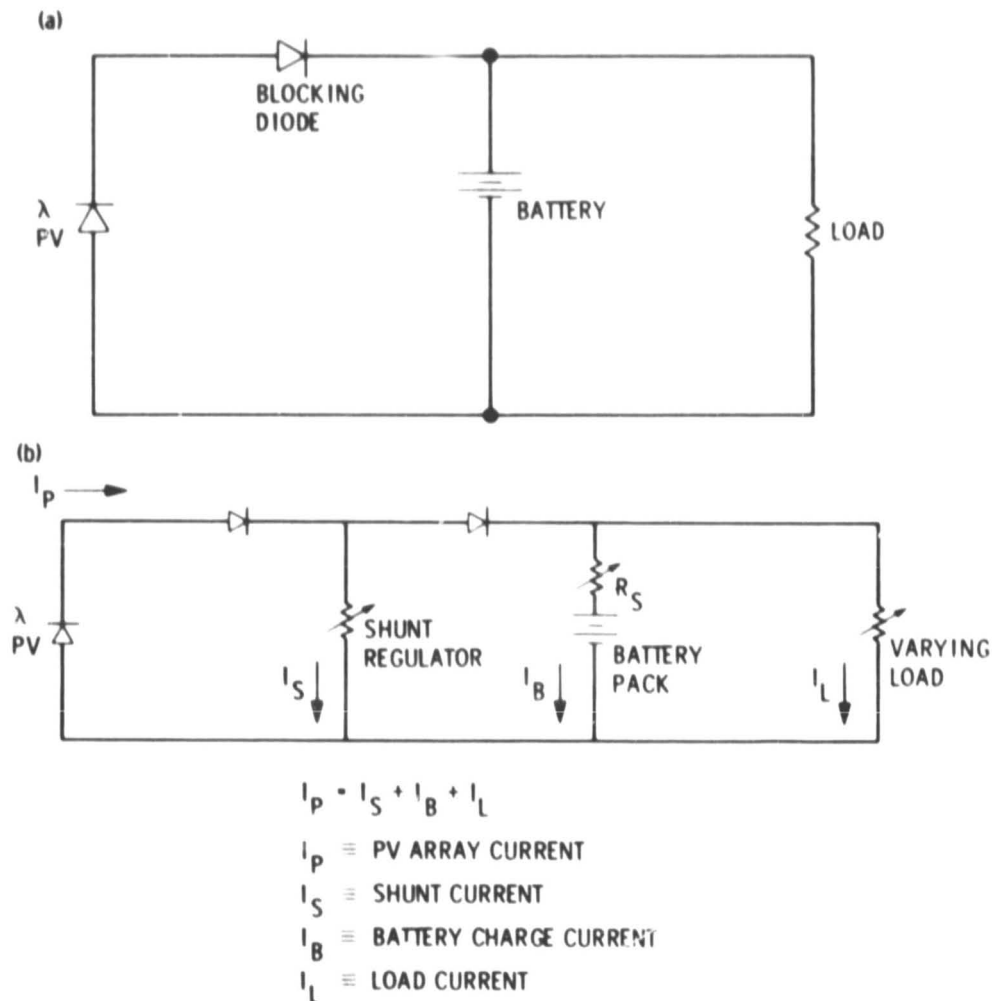 (a)
BLOCKING
DIODE
λ
PV
BATTERY
LOAD
(b)
I_P
λ
PV
SHUNT
REGULATOR
I_S
R_S
BATTERY
PACK
I_B
VARYING
LOAD
I_L
I_P = I_S + I_B + I_L
I_P ≡ PV ARRAY CURRENT
I_S ≡ SHUNT CURRENT
I_B ≡ BATTERY CHARGE CURRENT
I_L ≡ LOAD CURRENT